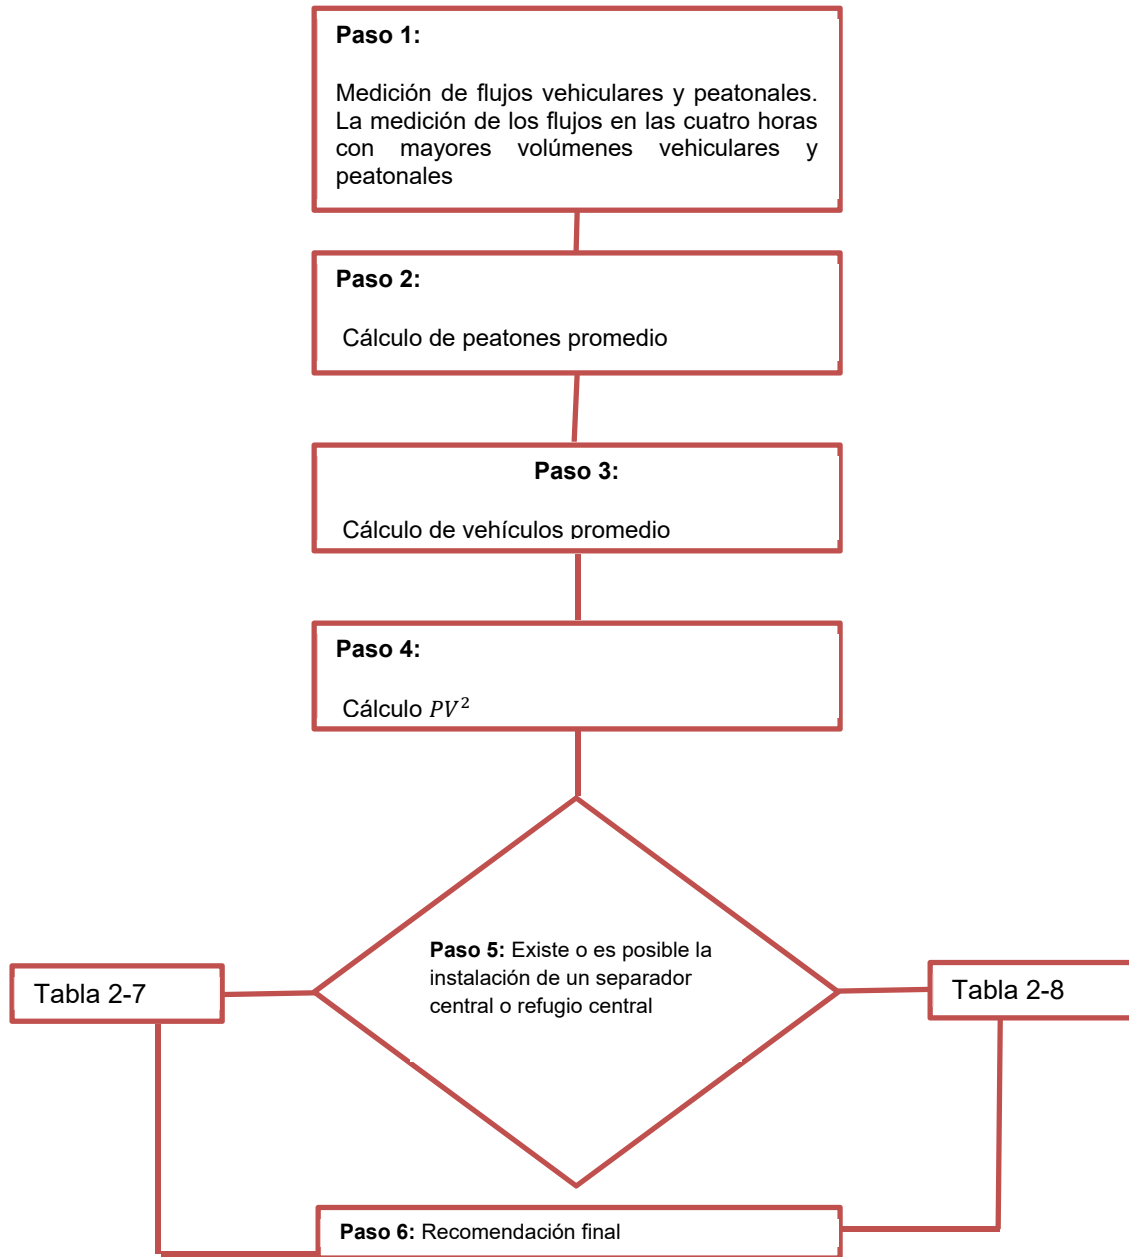 Paso 1:
Medición de flujos vehiculares y peatonales.
La medición de los flujos en las cuatro horas
con mayores volúmenes vehiculares y
peatonales
Paso 2:
Cálculo de peatones promedio
Paso 3:
Cálculo de vehículos promedio
Paso 4:
Cálculo PV²
Paso 5: Existe o es posible la
instalación de un separador
central o refugio central
Tabla 2-7
Tabla 2-8
Paso 6: Recomendación final